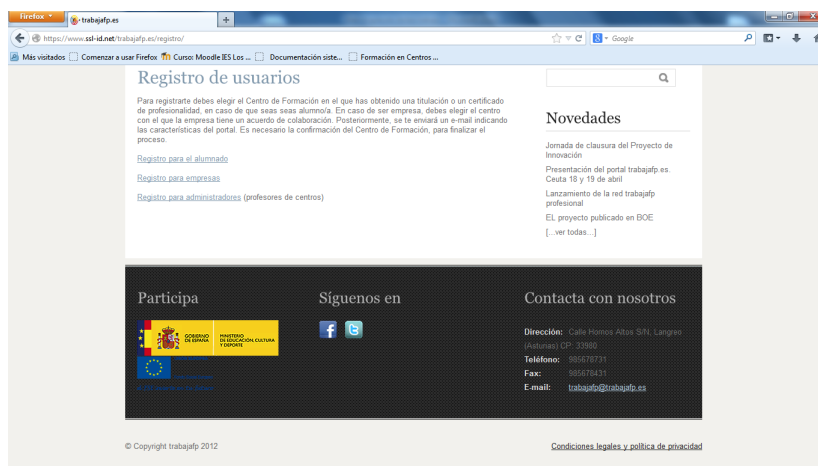 Firefox
trabajafp.es
https://www.ssl-id.net/trabajafp.es/registro/
Google
Más visitados
Comenzar a usar Firefox
Curso: Moodle IES Los ...
Documentación siste...
Formación en Centros ...
Registro de usuarios
Para registrarte debes elegir el Centro de Formación en el que has obtenido una titulación o un certificado
de profesionalidad, en caso de que seas seas alumno/a. En caso de ser empresa, debes elegir el centro
con el que la empresa tiene un acuerdo de colaboración. Posteriormente, se te enviará un e-mail indicando
las características del portal. Es necesario la confirmación del Centro de Formación, para finalizar el
proceso.
Registro para el alumnado
Registro para empresas
Registro para administradores (profesores de centros)
Novedades
Jornada de clausura del Proyecto de
Innovación
Presentación del portal trabajafp.es.
Ceuta 18 y 19 de abril
Lanzamiento de la red trabajafp
profesional
EL proyecto publicado en BOE
[...ver todas...]
Participa
GOBIERNO
DE ESPAÑA
MINISTERIO
DE EDUCACIÓN, CULTURA
Y DEPORTE
Síguenos en
Contacta con nosotros
Dirección: Calle Hornos Altos S/N, Langreo
(Asturias) CP: 33980
Teléfono: 985678731
Fax: 985678431
E-mail: trabajafp@trabajafp.es
© Copyright trabajafp 2012
Condiciones legales y política de privacidad